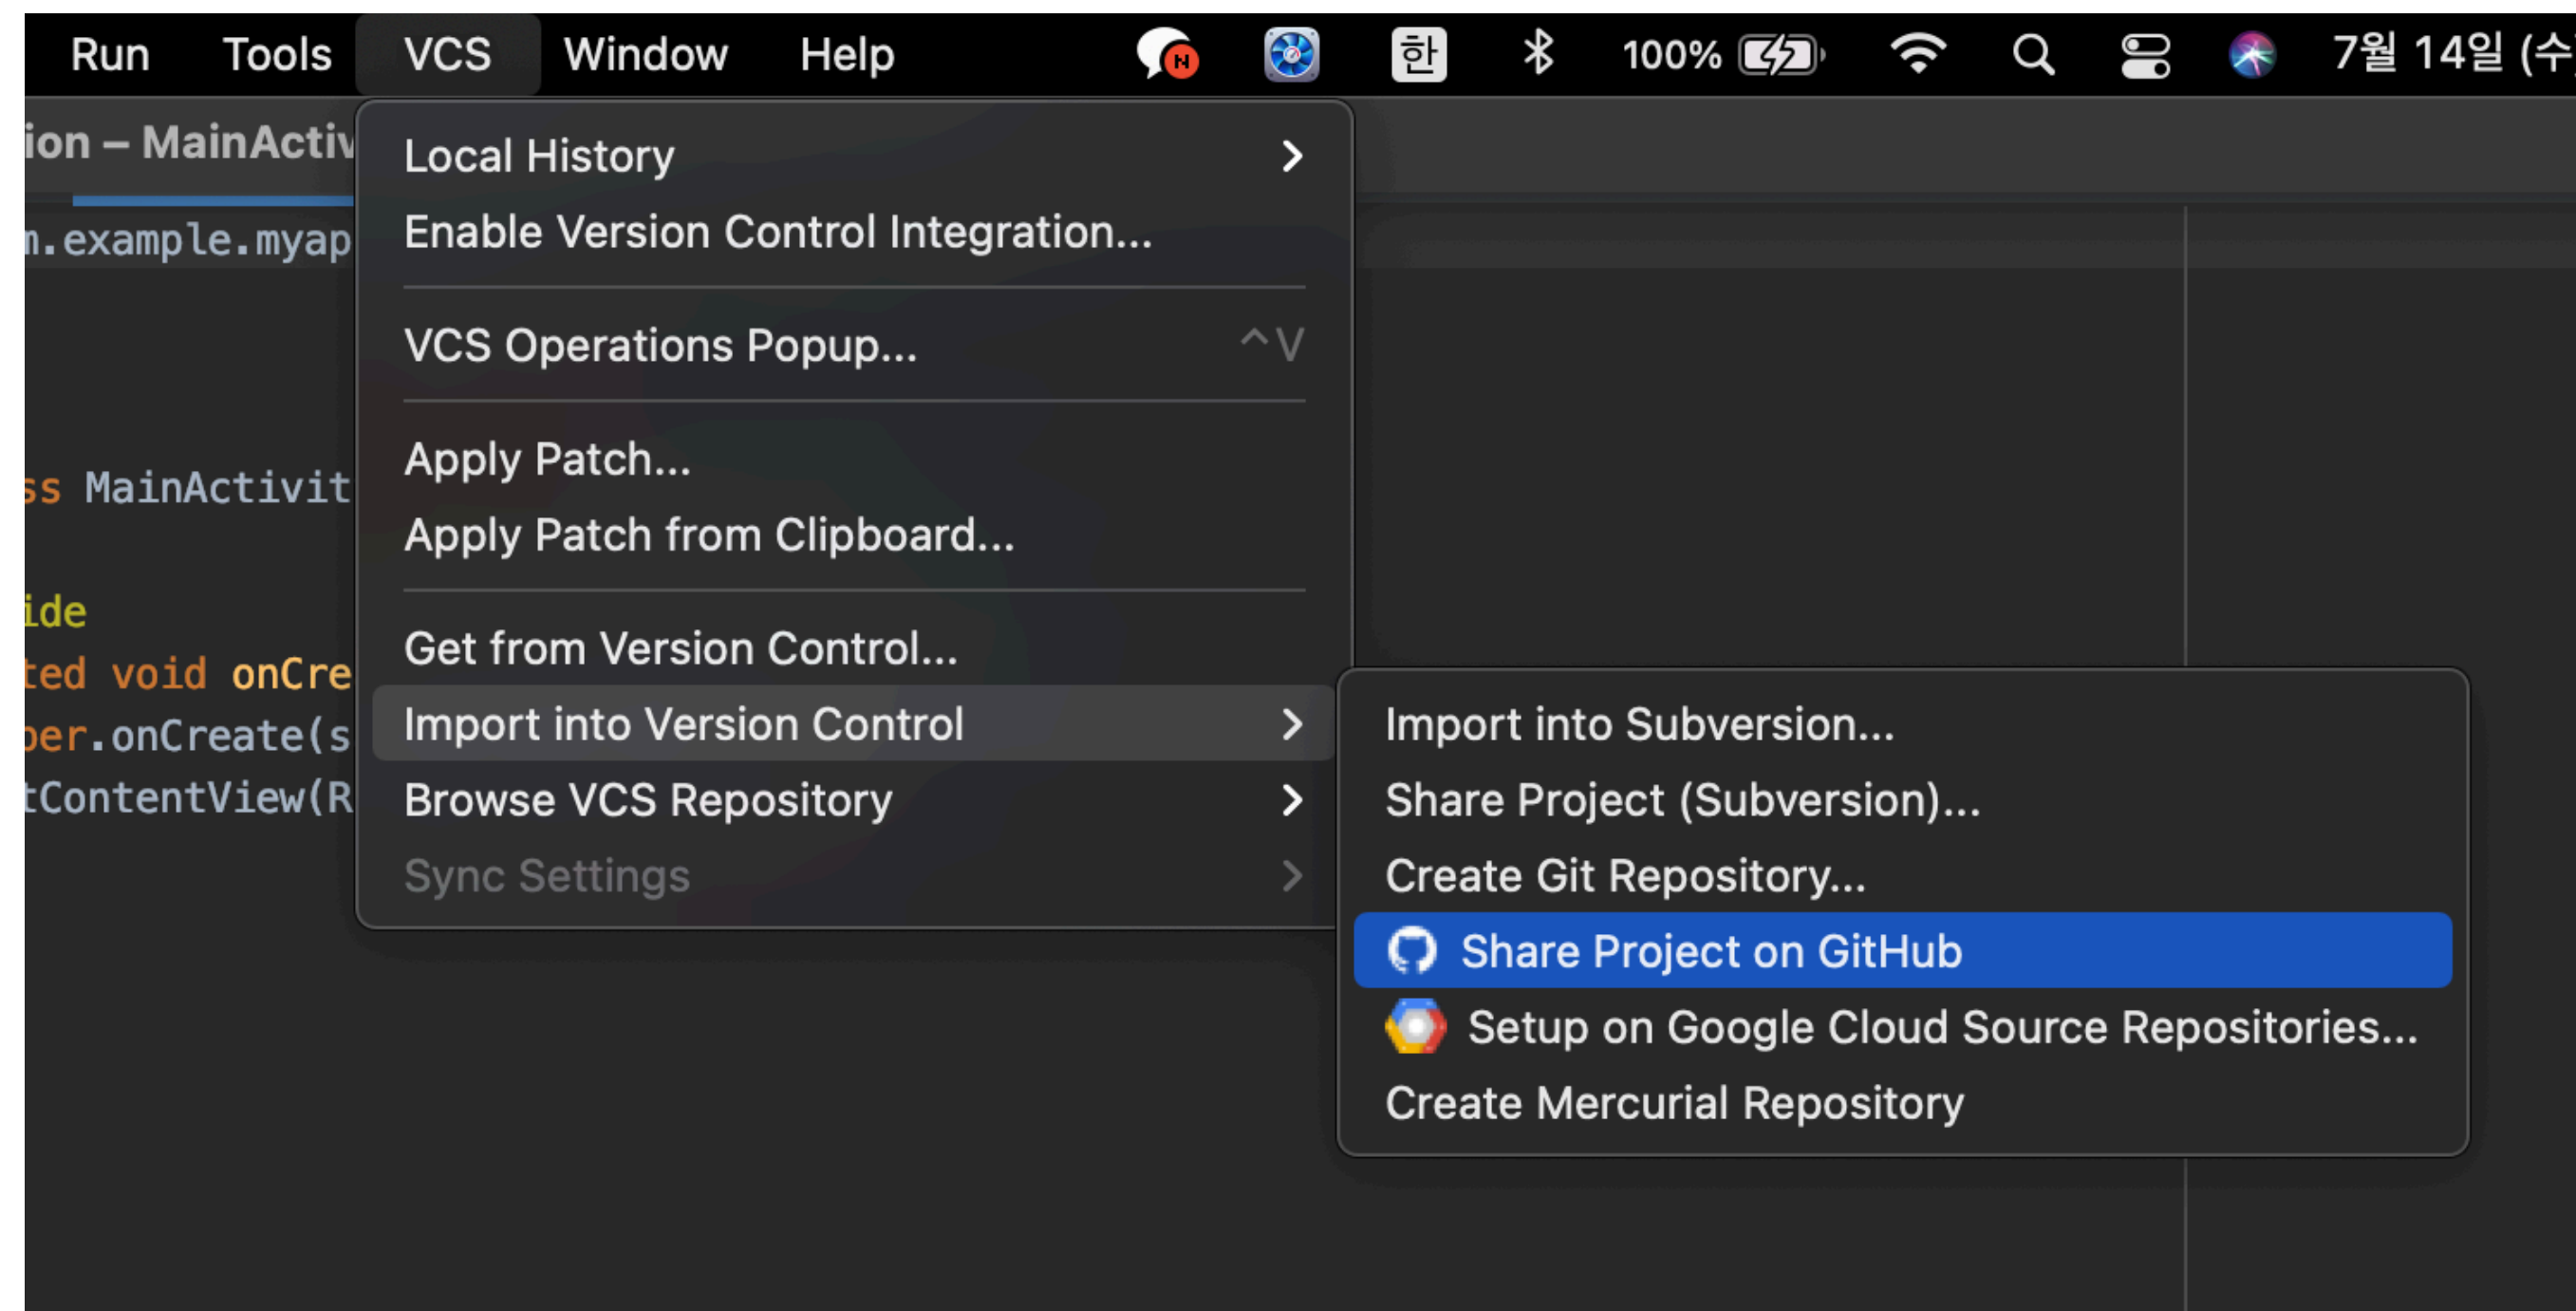 Run Tools VCS Window Help 한 100% 7월 14일 (수
ion – MainActiv
m.example.myap
ss MainActivit
ide
ted void onCre
per.onCreate(s
tContentView(R
Local History
Enable Version Control Integration...
VCS Operations Popup... ^V
Apply Patch...
Apply Patch from Clipboard...
Get from Version Control...
Import into Version Control
Browse VCS Repository
Sync Settings
Import into Subversion...
Share Project (Subversion)...
Create Git Repository...
Share Project on GitHub
Setup on Google Cloud Source Repositories...
Create Mercurial Repository